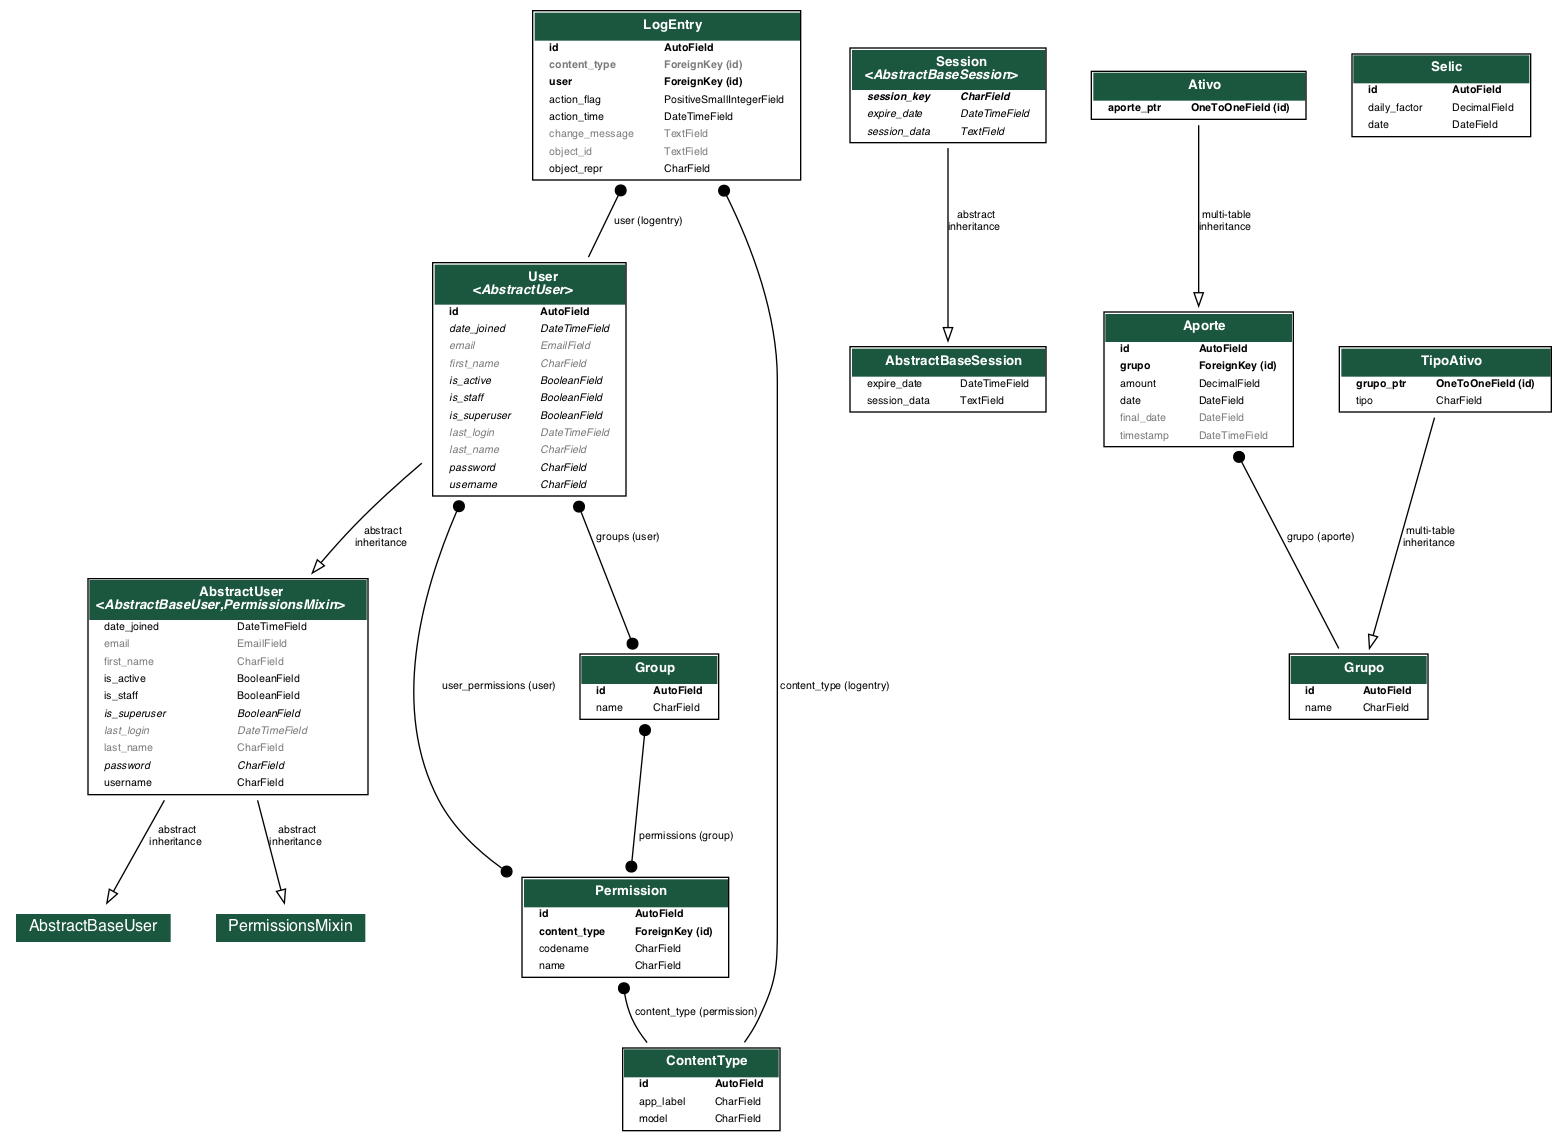 LogEntry
id AutoField
content_type ForeignKey (id)
user ForeignKey (id)
action_flag PositiveSmallIntegerField
action_time DateTimeField
change_message TextField
object_id TextField
object_repr CharField
Session
<AbstractBaseSession>
session_key CharField
expire_date DateTimeField
session_data TextField
Ativo
aporte_ptr OneToOneField (id)
Selic
id AutoField
daily_factor DecimalField
date DateField
user (logentry)
abstract
inheritance
multi-table
inheritance
User
<AbstractUser>
id AutoField
date_joined DateTimeField
email EmailField
first_name CharField
is_active BooleanField
is_staff BooleanField
is_superuser BooleanField
last_login DateTimeField
last_name CharField
password CharField
username CharField
AbstractBaseSession
expire_date DateTimeField
session_data TextField
Aporte
id AutoField
grupo ForeignKey (id)
amount DecimalField
date DateField
final_date DateField
timestamp DateTimeField
TipoAtivo
grupo_ptr OneToOneField (id)
tipo CharField
abstract
inheritance
groups (user)
grupo (aporte)
multi-table
inheritance
AbstractUser
<AbstractBaseUser,PermissionsMixin>
date_joined DateTimeField
email EmailField
first_name CharField
is_active BooleanField
is_staff BooleanField
is_superuser BooleanField
last_login DateTimeField
last_name CharField
password CharField
username CharField
user_permissions (user)
Group
id AutoField
name CharField
content_type (logentry)
Grupo
id AutoField
name CharField
abstract
inheritance
abstract
inheritance
permissions (group)
AbstractBaseUser
PermissionsMixin
Permission
id AutoField
content_type ForeignKey (id)
codename CharField
name CharField
content_type (permission)
ContentType
id AutoField
app_label CharField
model CharField